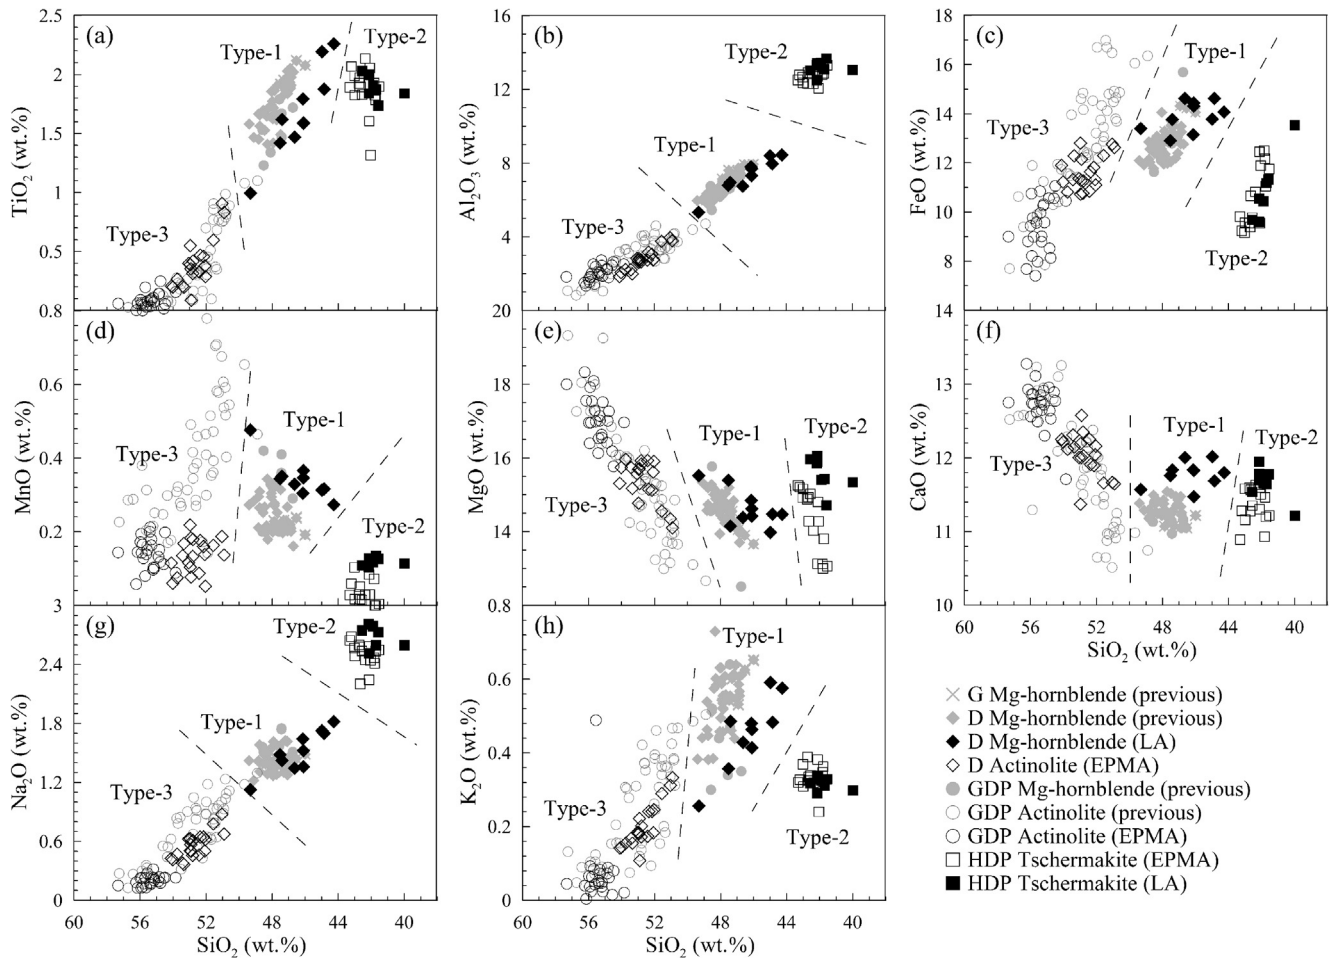 (a)
Type-1
Type-2
Type-3
TiO2 (wt.%)
2.5
2
1.5
1
0.5
0.8
(b)
Type-2
Type-1
Type-3
Al2O3 (wt.%)
16
12
8
4
20
(c)
Type-1
Type-3
Type-2
FeO (wt.%)
18
16
14
12
10
8
14
(d)
Type-1
Type-3
Type-2
MnO (wt.%)
0.6
0.4
0.2
3
(e)
Type-1
Type-2
Type-3
MgO (wt.%)
18
16
14
0.8
(f)
Type-1
Type-2
Type-3
CaO (wt.%)
13
12
11
10
60 56 52 48 44 40
SiO2 (wt.%)
(g)
Type-2
Type-1
Type-3
Na2O (wt.%)
2.4
1.8
1.2
0.6
0
60 56 52 48 44 40
SiO2 (wt.%)
(h)
Type-1
Type-3
Type-2
K2O (wt.%)
0.6
0.4
0.2
0
60 56 52 48 44 40
SiO2 (wt.%)
G Mg-hornblende (previous)
D Mg-hornblende (previous)
D Mg-hornblende (LA)
D Actinolite (EPMA)
GDP Mg-hornblende (previous)
GDP Actinolite (previous)
GDP Actinolite (EPMA)
HDP Tschermakite (EPMA)
HDP Tschermakite (LA)